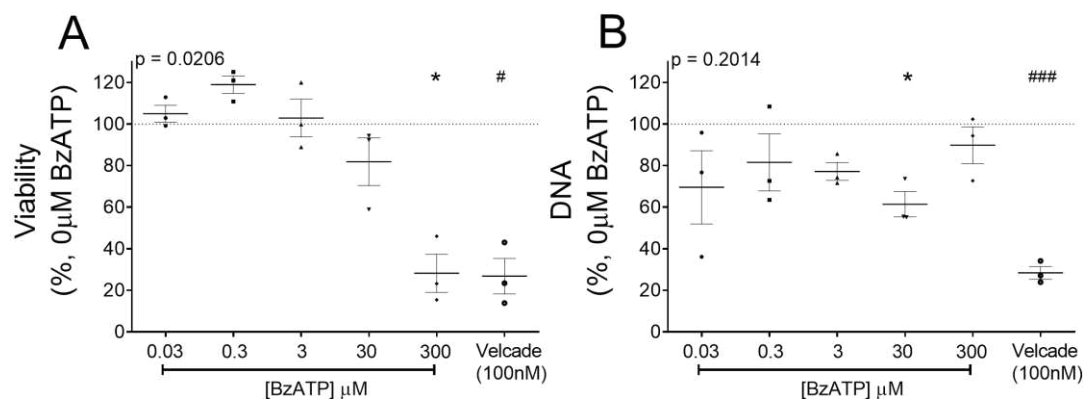 A
p = 0.0206
*
#
Viability
(%, 0μM BzATP)
120
100
80
60
40
20
0
0.03
0.3
3
30
300
Velcade
(100nM)
[BzATP] μM
B
p = 0.2014
*
###
DNA
(%, 0μM BzATP)
120
100
80
60
40
20
0
0.03
0.3
3
30
300
Velcade
(100nM)
[BzATP] μM